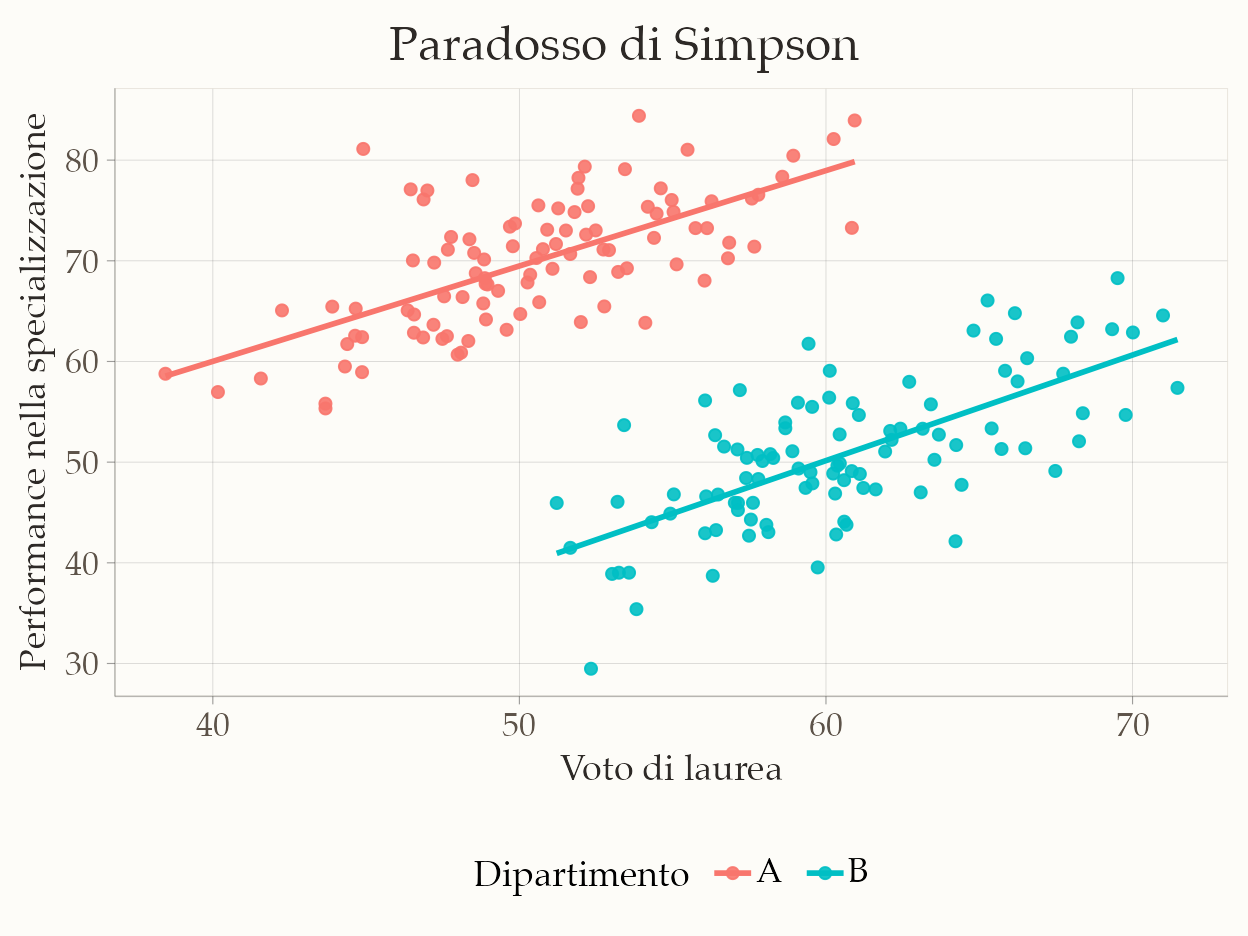 Paradosso di Simpson
Performance nella specializzazione
80
70
60
50
40
30
40 50 60 70
Voto di laurea
Dipartimento A B